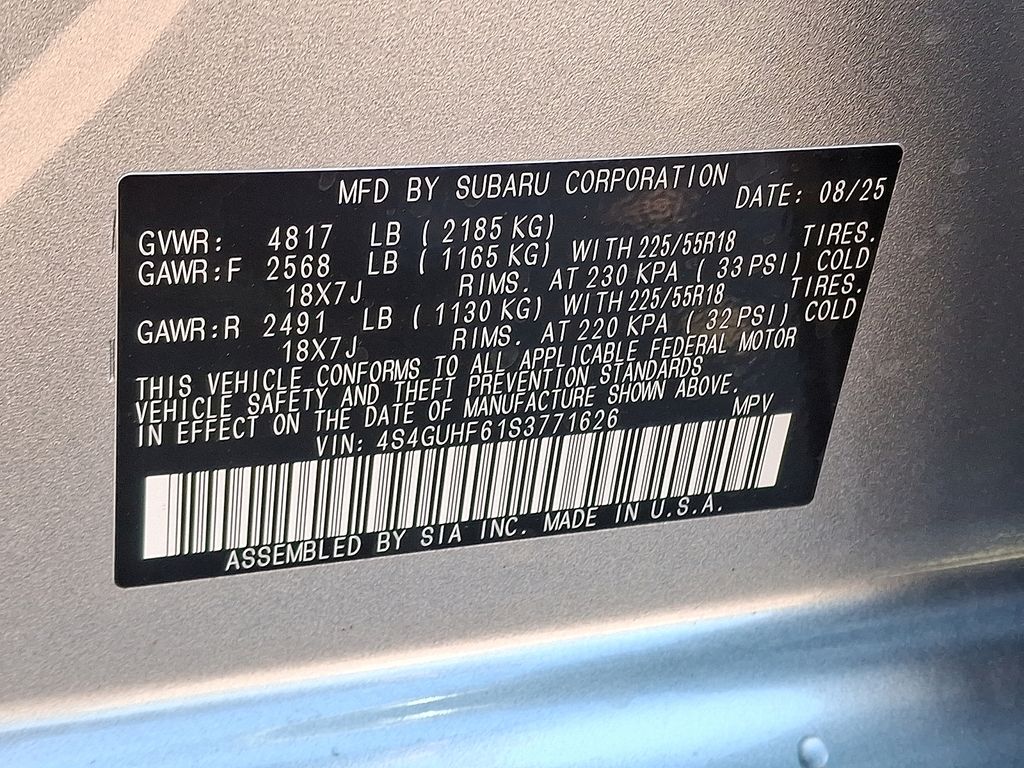 MFD BY SUBARU CORPORATION DATE: 08/25
GVWR: 4817 LB ( 2185 KG)
GAWR:F 2568 LB ( 1165 KG) WITH 225/55R18 TIRES.
18X7J RIMS. AT 230 KPA ( 33 PSI) COLD
GAWR:R 2491 LB ( 1130 KG) WITH 225/55R18 TIRES.
18X7J RIMS. AT 220 KPA ( 32 PSI) COLD
THIS VEHICLE CONFORMS TO ALL APPLICABLE FEDERAL MOTOR
VEHICLE SAFETY AND THEFT PREVENTION STANDARDS
IN EFFECT ON THE DATE OF MANUFACTURE SHOWN ABOVE.
VIN: 4S4GUHF61S3771626 MPV
ASSEMBLED BY SIA INC. MADE IN U.S.A.